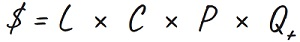 $ = L × C × P × Q₊